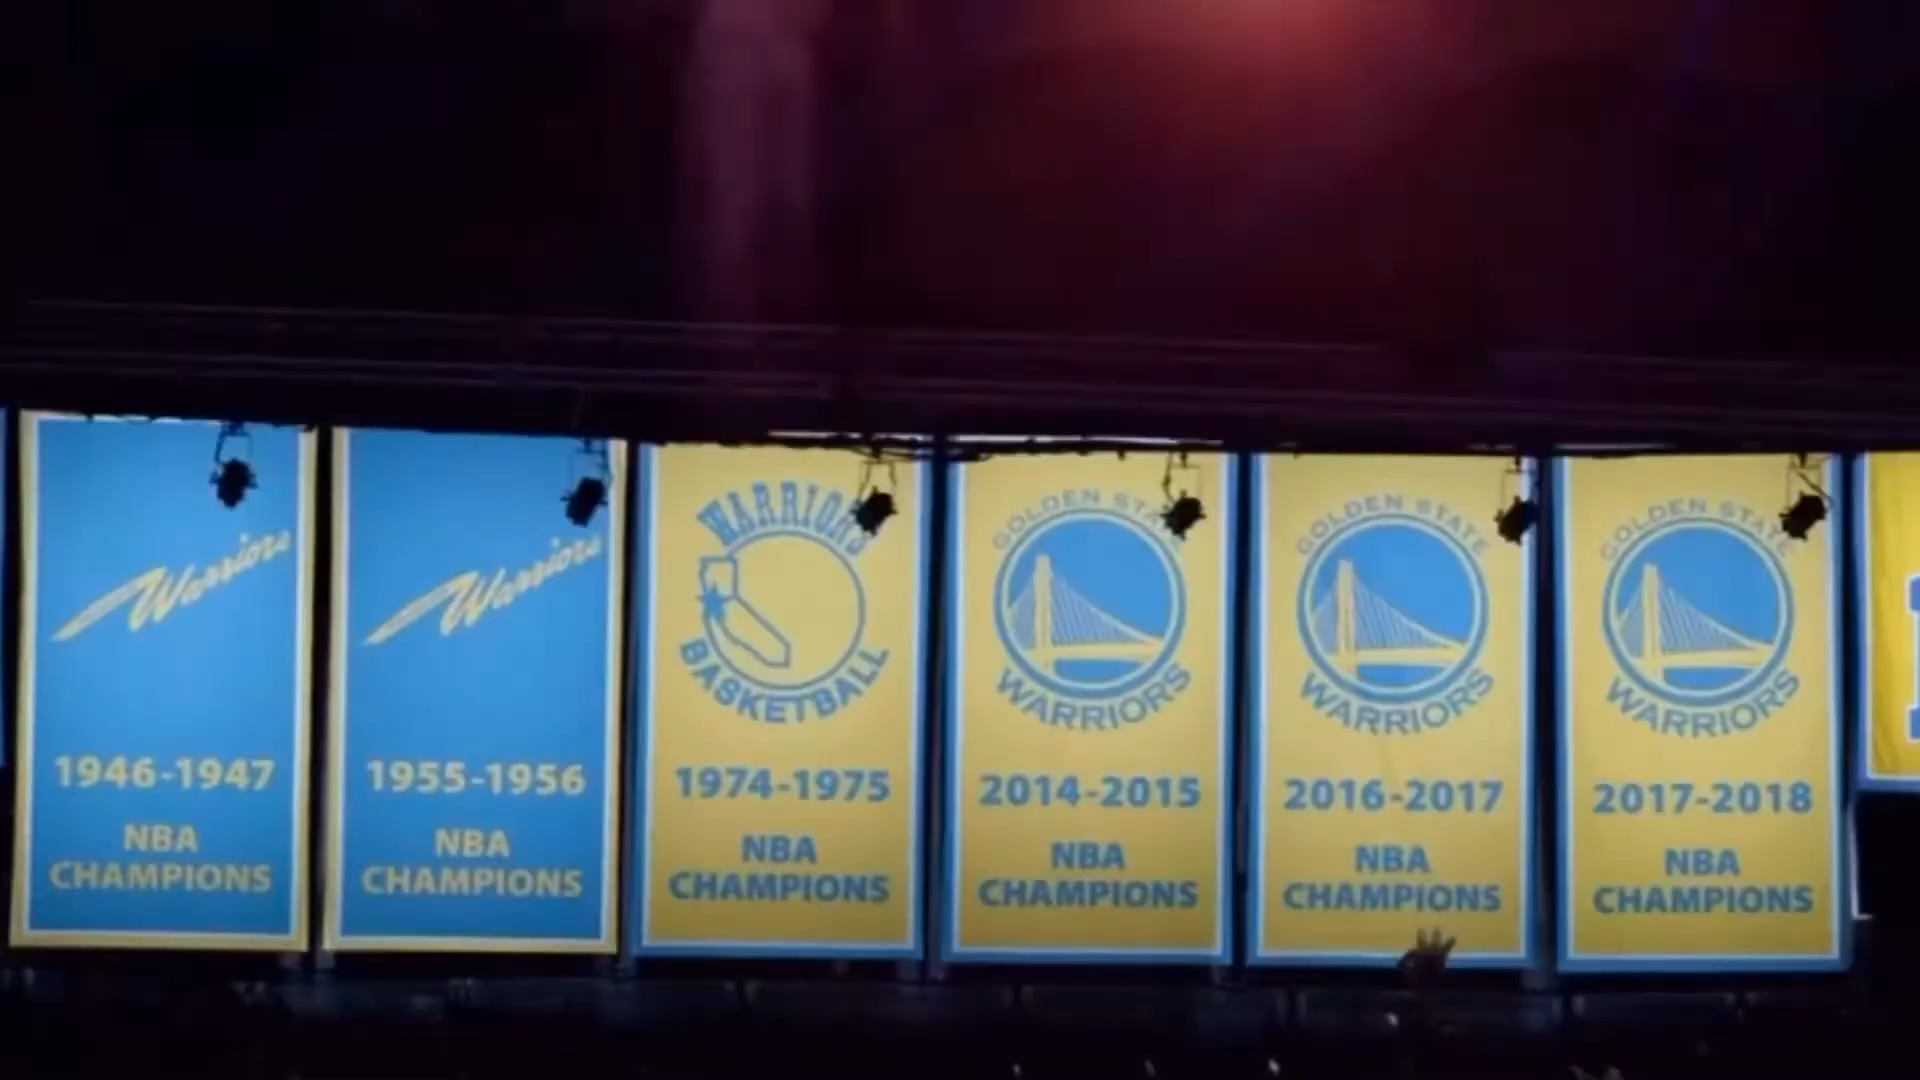 Warriors
1946-1947
NBA
CHAMPIONS
Warriors
1955-1956
NBA
CHAMPIONS
WARRIORS
BASKETBALL
1974-1975
NBA
CHAMPIONS
GOLDEN STATE
WARRIORS
2014-2015
NBA
CHAMPIONS
GOLDEN STATE
WARRIORS
2016-2017
NBA
CHAMPIONS
GOLDEN STATE
WARRIORS
2017-2018
NBA
CHAMPIONS